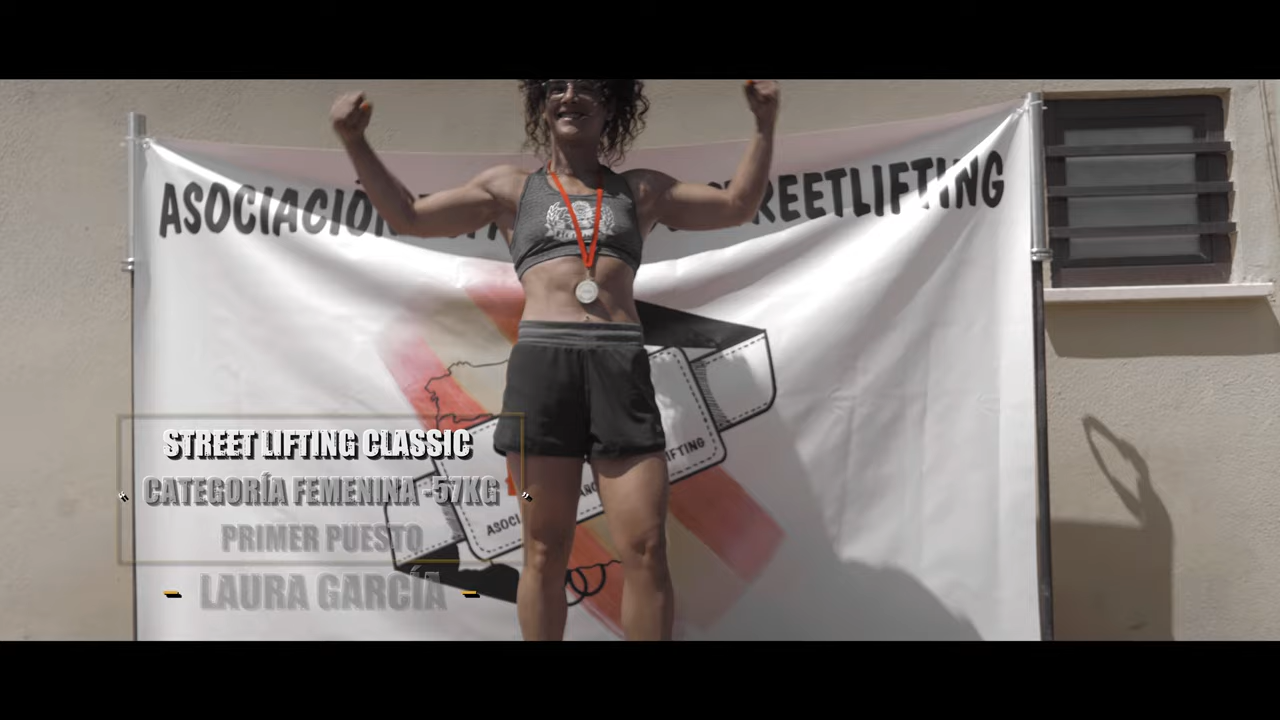 ASOCIACIÓN STREETLIFTING
STREET LIFTING CLASSIC
CATEGORÍA FEMENINA -57KG
PRIMER PUESTO
LAURA GARCÍA